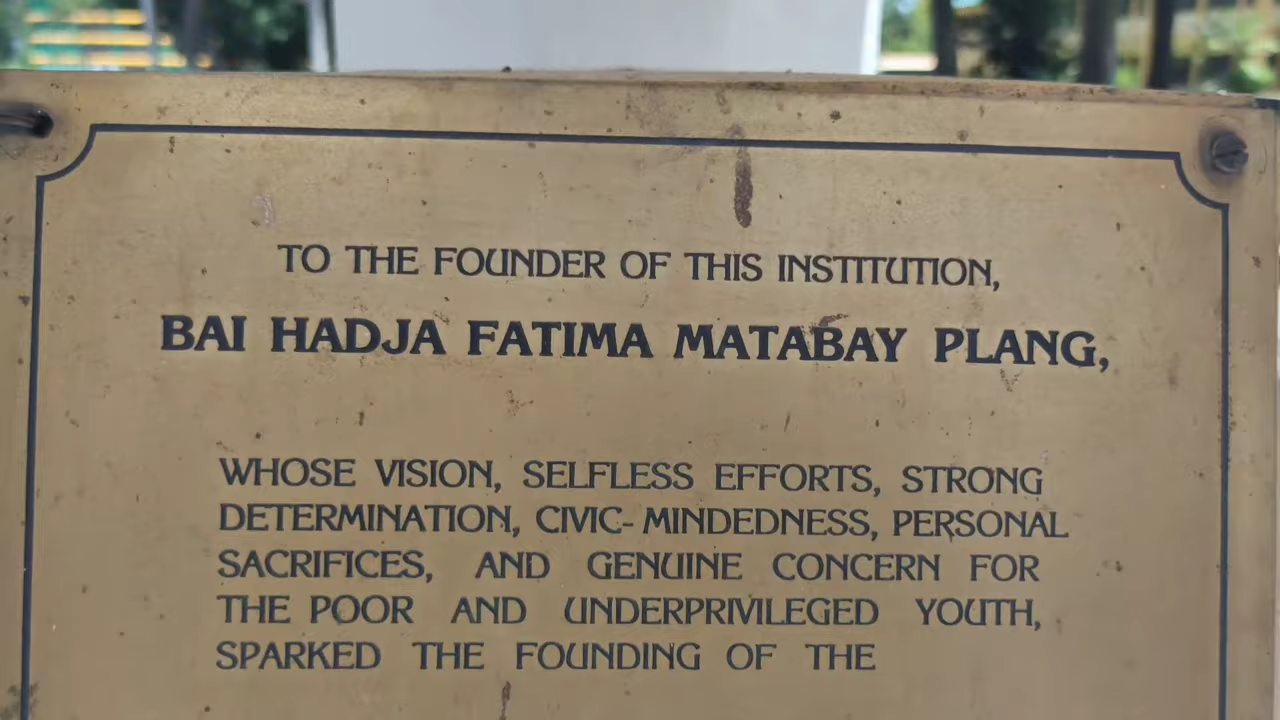 TO THE FOUNDER OF THIS INSTITUTION,
BAI HADJA FATIMA MATABAY PLANG,
WHOSE VISION, SELFLESS EFFORTS, STRONG
DETERMINATION, CIVIC-MINDEDNESS, PERSONAL
SACRIFICES, AND GENUINE CONCERN FOR
THE POOR AND UNDERPRIVILEGED YOUTH,
SPARKED THE FOUNDING OF THE